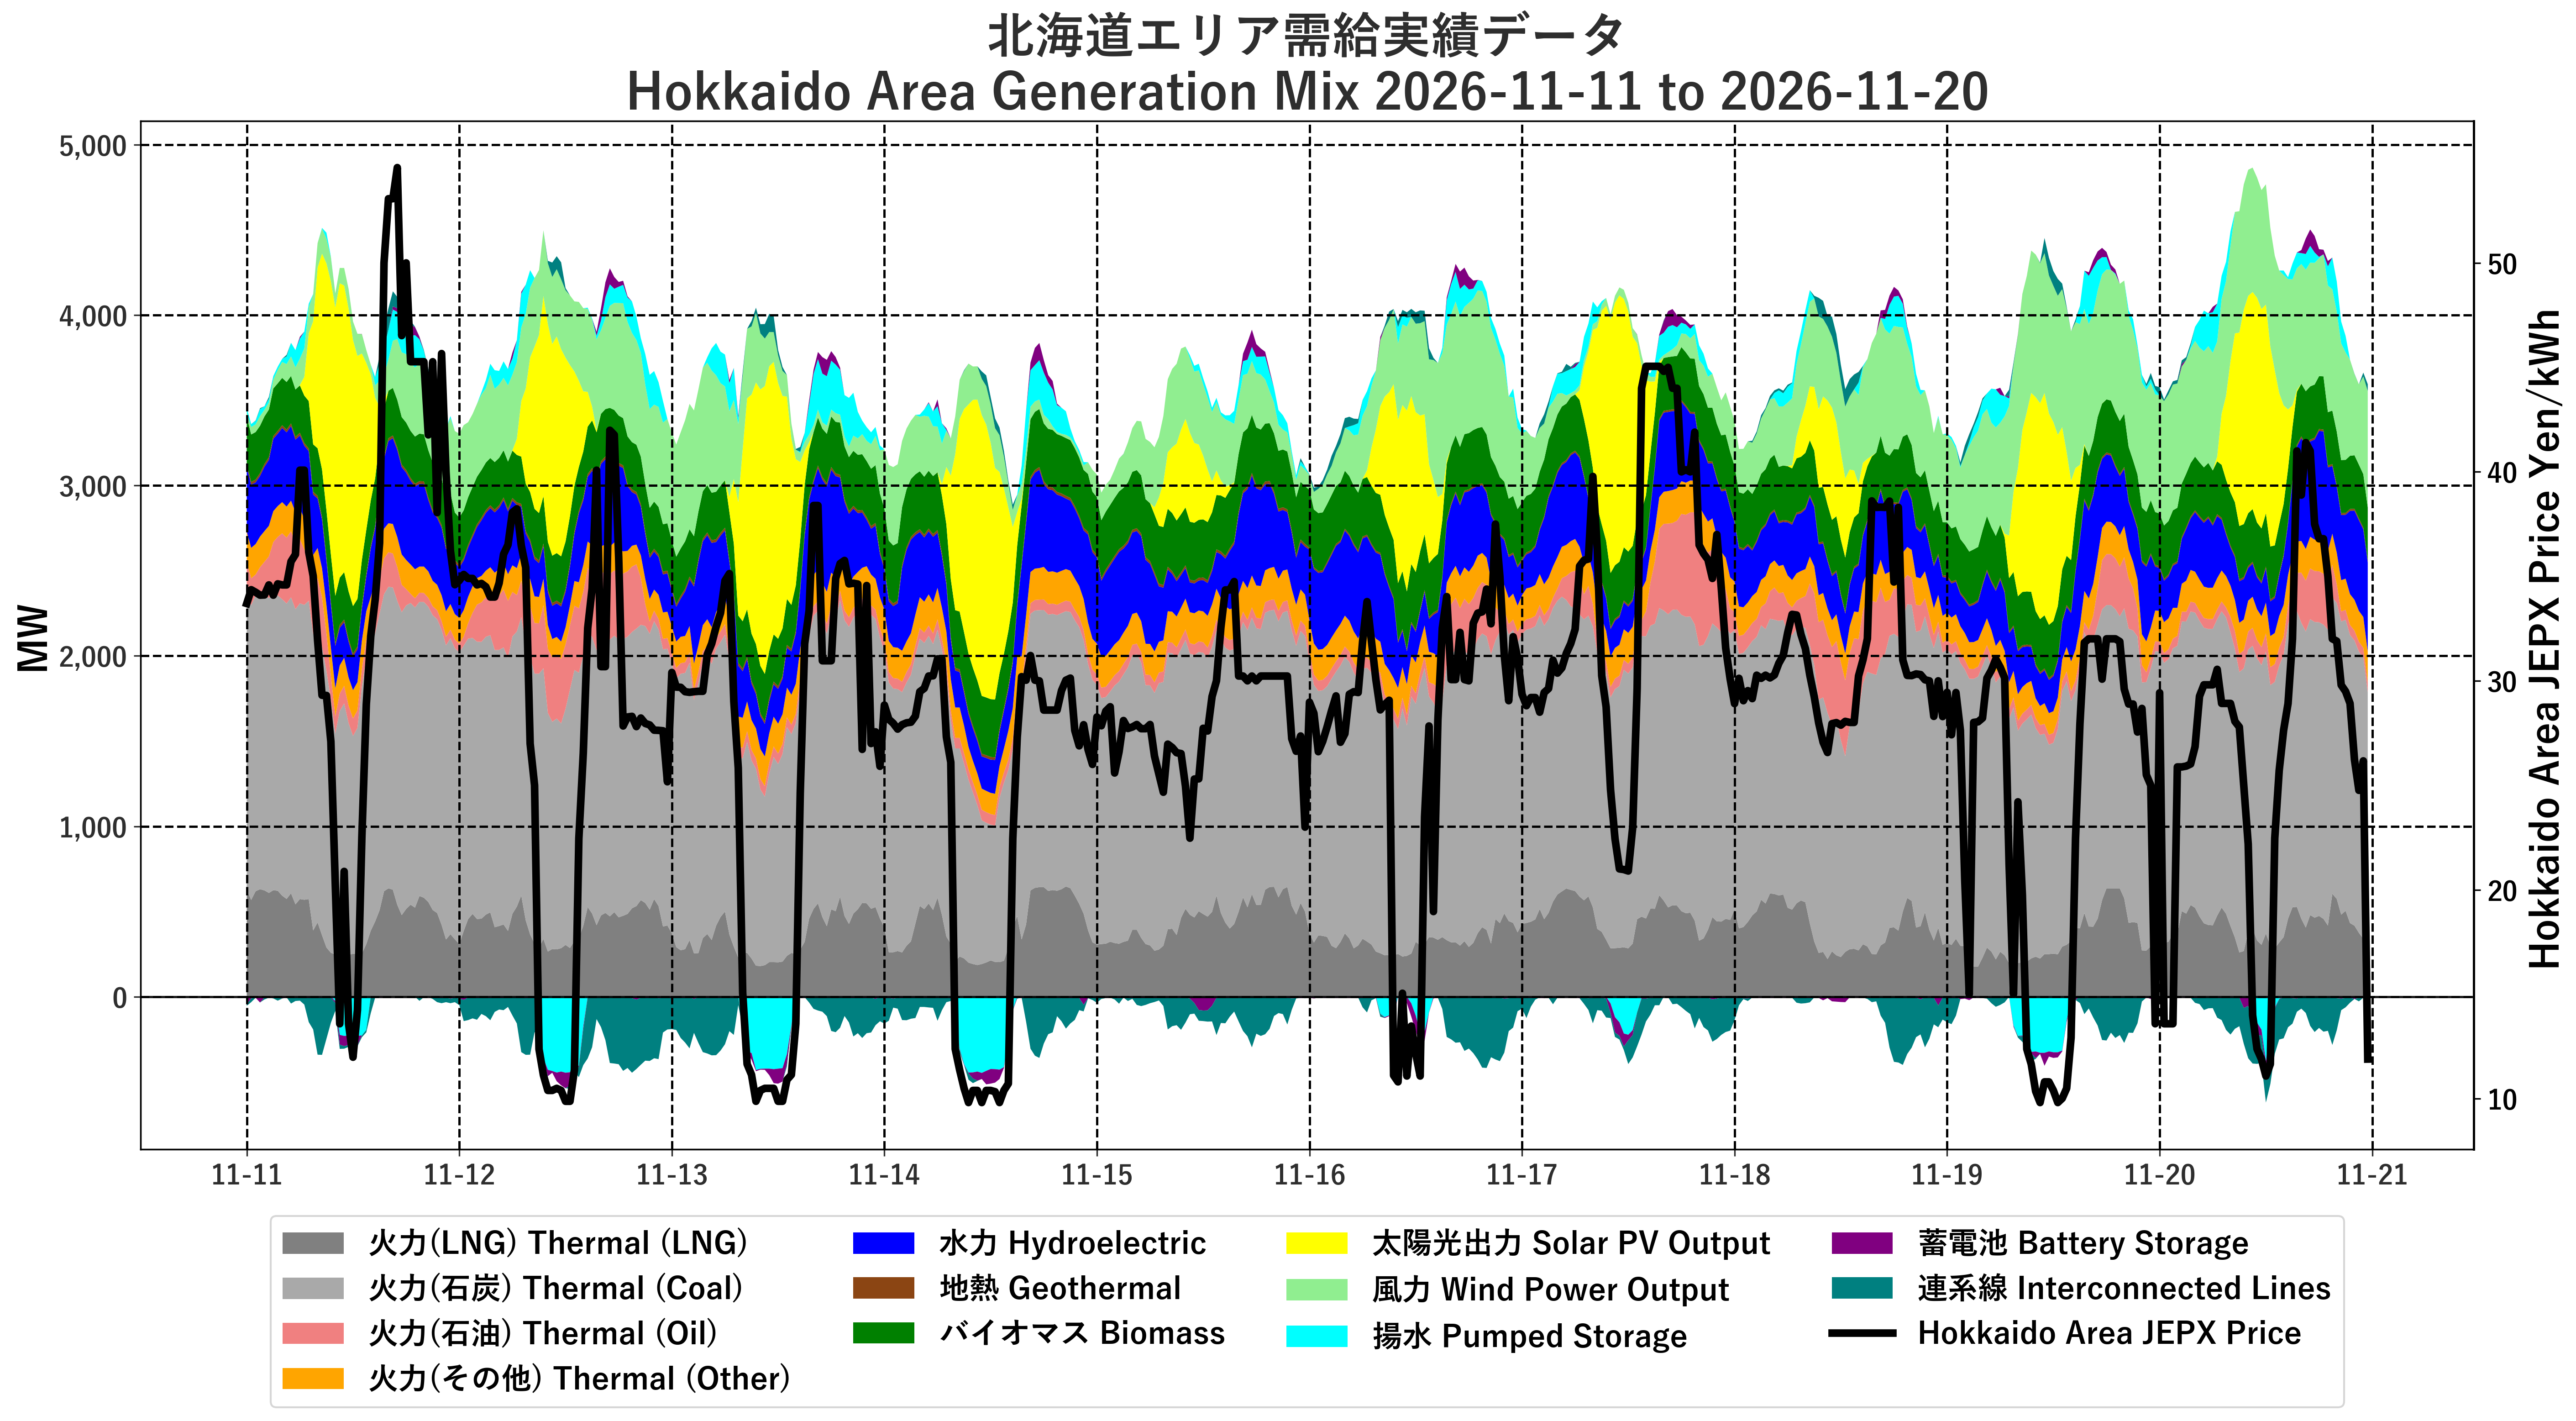 北海道エリア需給実績データ
Hokkaido Area Generation Mix 2026-11-11 to 2026-11-20
MW
5,000
4,000
3,000
2,000
1,000
0
50
40
30
20
10
Hokkaido Area JEPX Price Yen/kWh
11-11
11-12
11-13
11-14
11-15
11-16
11-17
11-18
11-19
11-20
11-21
火力(LNG) Thermal (LNG)
火力(石炭) Thermal (Coal)
火力(石油) Thermal (Oil)
火力(その他) Thermal (Other)
水力 Hydroelectric
地熱 Geothermal
バイオマス Biomass
太陽光出力 Solar PV Output
風力 Wind Power Output
揚水 Pumped Storage
蓄電池 Battery Storage
連系線 Interconnected Lines
Hokkaido Area JEPX Price